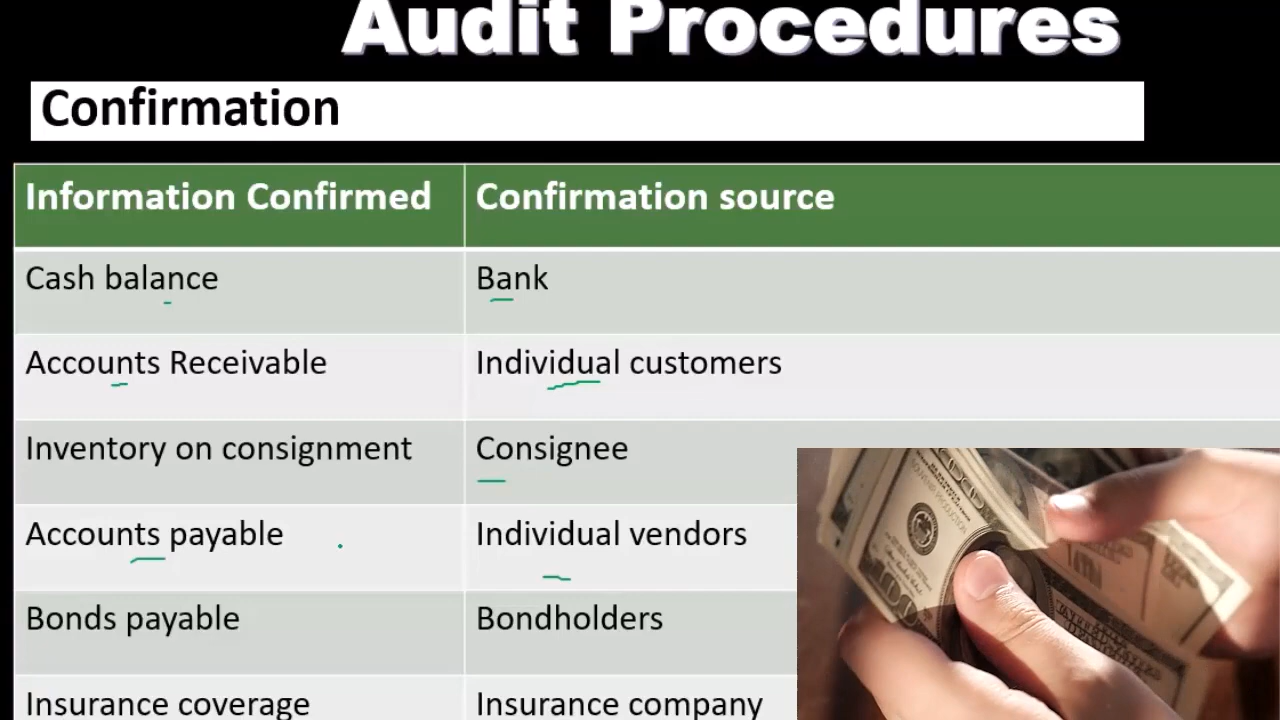 Audit Procedures
Confirmation
Information Confirmed Confirmation source
Cash balance Bank
Accounts Receivable Individual customers
Inventory on consignment Consignee
Accounts payable Individual vendors
Bonds payable Bondholders
Insurance coverage Insurance company